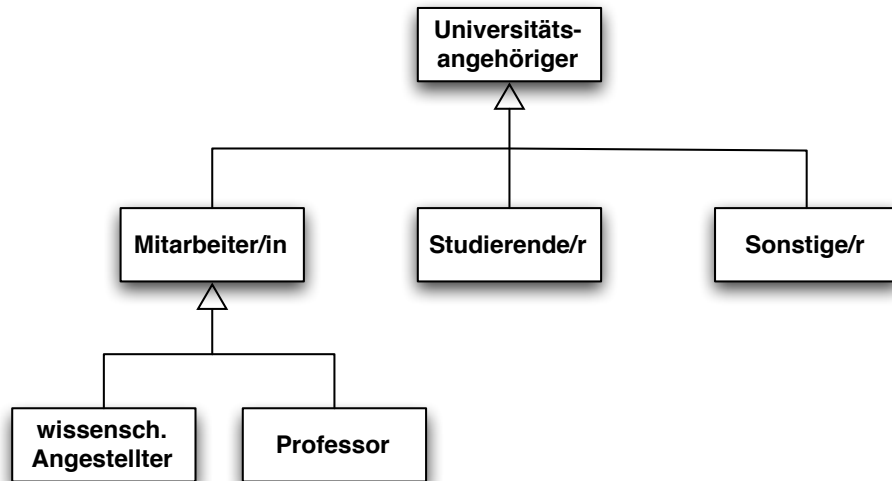 Universitäts-
angehöriger
Mitarbeiter/in
Studierende/r
Sonstige/r
wissensch.
Angestellter
Professor